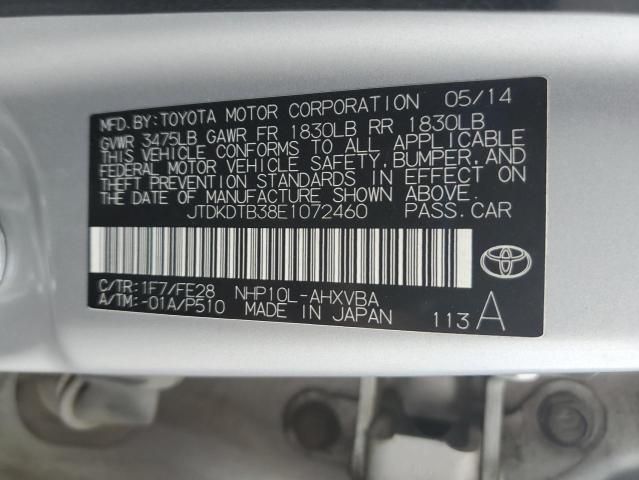 MFD.BY:TOYOTA MOTOR CORPORATION 05/14
GVWR 3475LB GAWR FR 1830LB RR 1830LB
THIS VEHICLE CONFORMS TO ALL APPLICABLE
FEDERAL MOTOR VEHICLE SAFETY,BUMPER,AND
THEFT PREVENTION STANDARDS IN EFFECT ON
THE DATE OF MANUFACTURE SHOWN ABOVE.
JTDKDTB38E1072460 PASS.CAR
C/TR:1F7/FE28 NHP10L-AHXVBA
A/TM:-01A/P510 MADE IN JAPAN 113 A